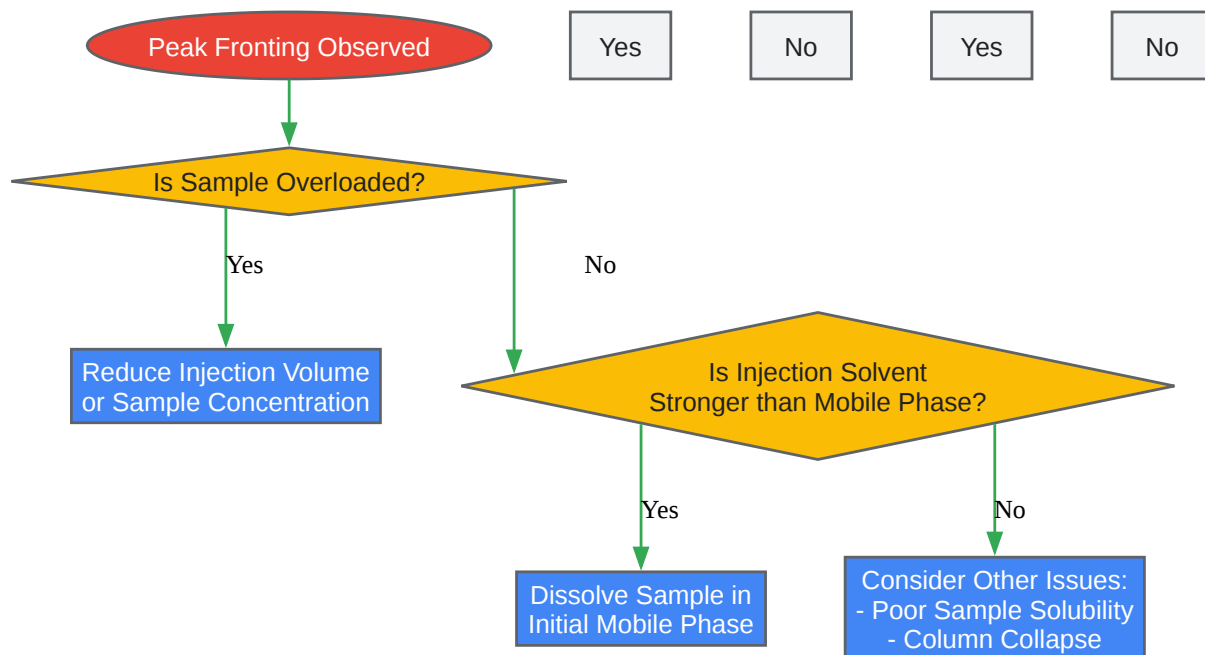 Peak Fronting Observed
Yes
No
Yes
No
Is Sample Overloaded?
Yes
No
Reduce Injection Volume
or Sample Concentration
Is Injection Solvent
Stronger than Mobile Phase?
Yes
No
Dissolve Sample in
Initial Mobile Phase
Consider Other Issues:
- Poor Sample Solubility
- Column Collapse